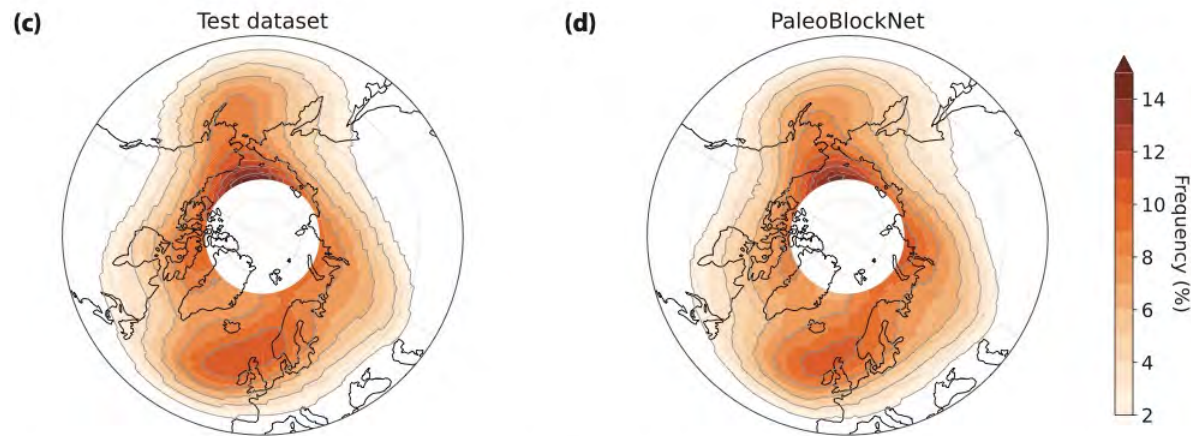 (c)
Test dataset
(d)
PaleoBlockNet
14
12
10
8
6
4
2
Frequency (%)